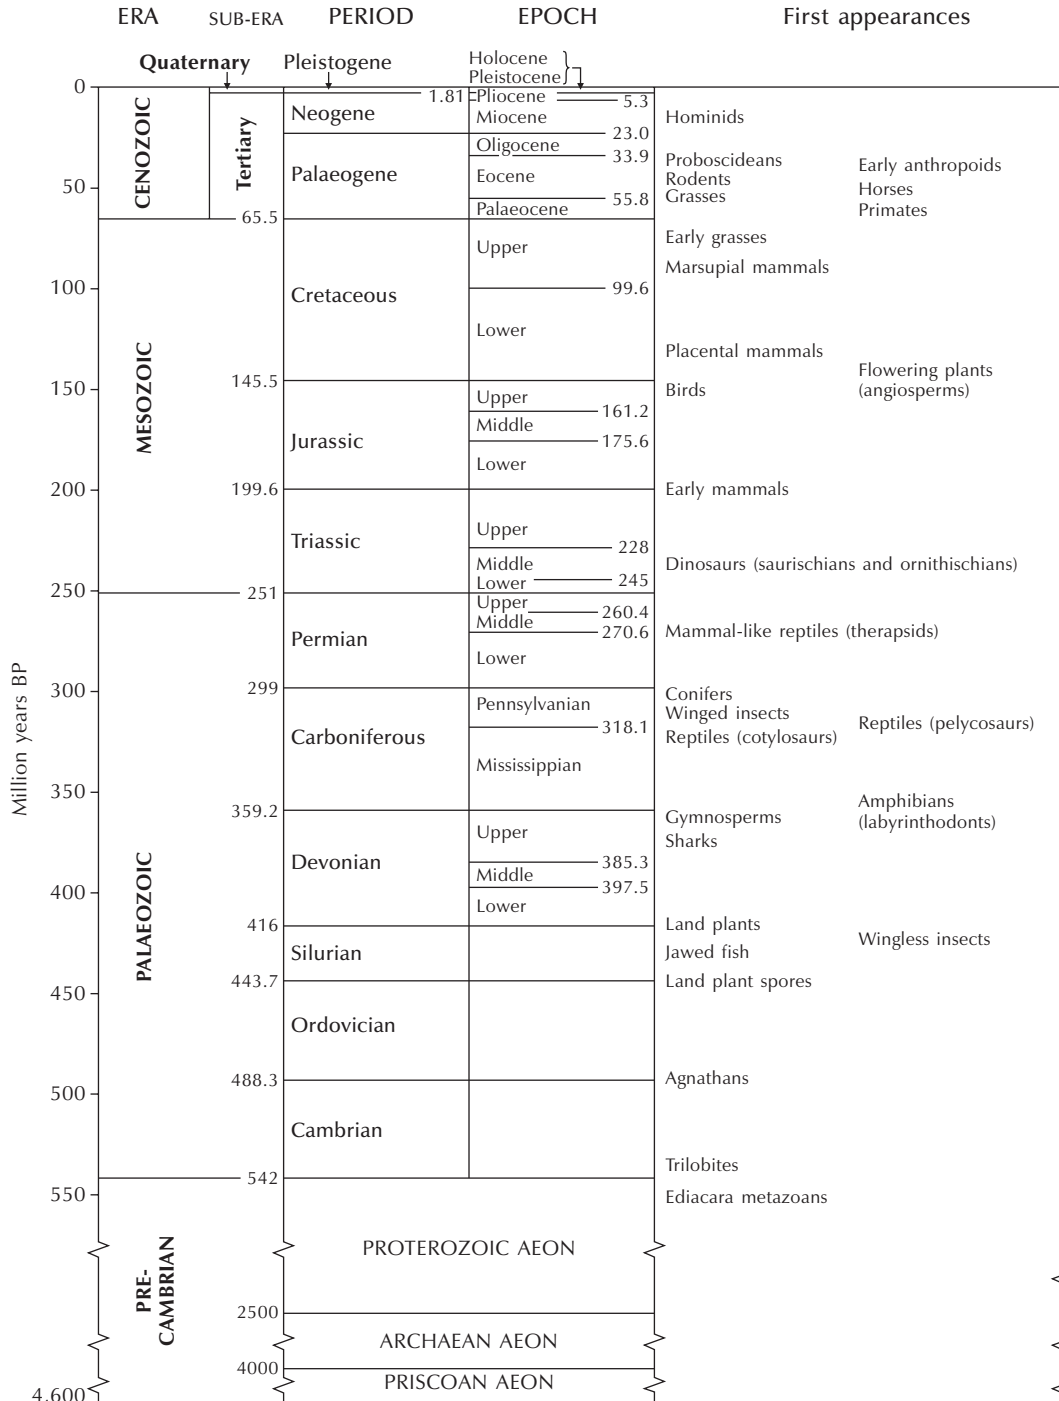 ERA SUB-ERA PERIOD EPOCH First appearances
Quaternary Pleistogene Holocene
Pleistocene
0
1.81 Pliocene 5.3
Neogene Miocene Hominids
23.0
Oligocene 33.9
CENOZOIC Tertiary Palaeogene Proboscideans Early anthropoids
Eocene Rodents Horses
50 55.8 Grasses
Palaeocene Primates
65.5
Upper Early grasses
Marsupial mammals
100 Cretaceous 99.6
Lower
Placental mammals
MESOZOIC Flowering plants
145.5
150 Upper Birds (angiosperms)
161.2
Middle
Jurassic 175.6
Lower
200 199.6 Early mammals
Upper
Triassic 228
Middle Dinosaurs (saurischians and ornithischians)
Lower 245
250 251
Upper 260.4
Middle 270.6 Mammal-like reptiles (therapsids)
Permian
Lower
Million years BP
300 299 Conifers
Pennsylvanian Winged insects
318.1 Reptiles (pelycosaurs)
Carboniferous Reptiles (cotylosaurs)
Mississippian
350
359.2 Amphibians
Gymnosperms (labyrinthodonts)
Upper Sharks
Devonian 385.3
Middle
400 397.5
PALAEOZOIC Lower
416 Land plants
Wingless insects
Silurian Jawed fish
443.7 Land plant spores
450
Ordovician
488.3 Agnathans
500
Cambrian
Trilobites
542
550 Ediacara metazoans
PROTEROZOIC AEON
PRE-
CAMBRIAN
2500
ARCHAEAN AEON
4000
PRISCOAN AEON
4,600